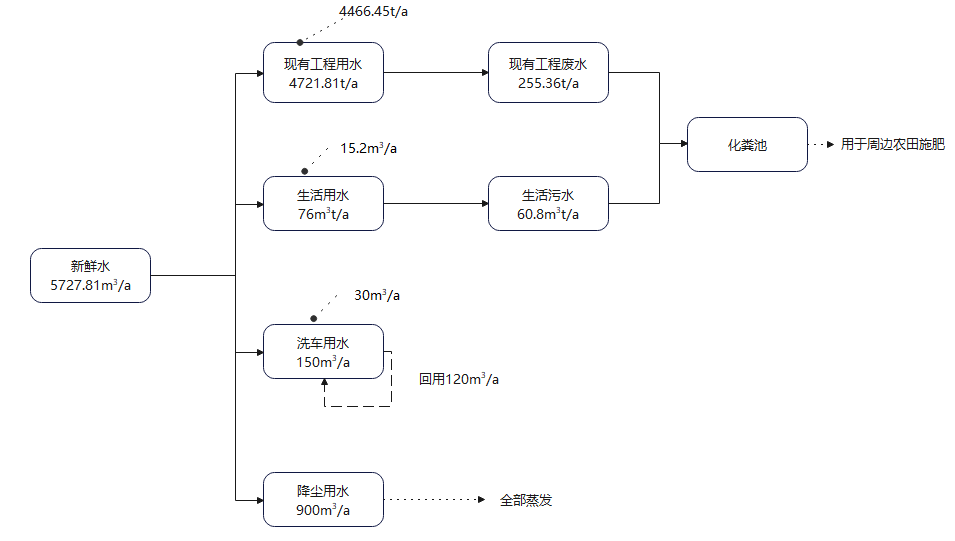 4466.45t/a
现有工程用水
4721.81t/a
现有工程废水
255.36t/a
化粪池
用于周边农田施肥
15.2m³/a
生活用水
76m³t/a
生活污水
60.8m³t/a
新鲜水
5727.81m³/a
30m³/a
洗车用水
150m³/a
回用120m³/a
降尘用水
900m³/a
全部蒸发